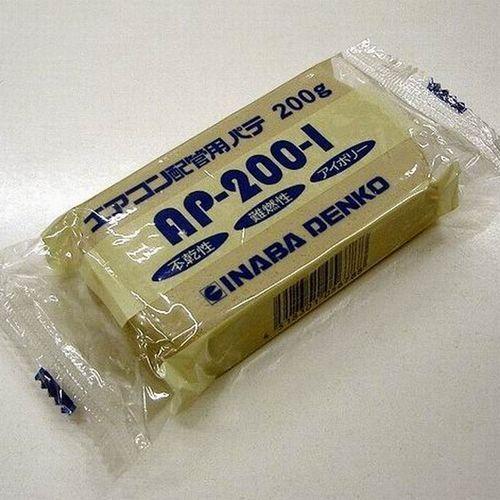 エアコン配管用パテ 200g
AP-200-I
不乾性 難燃性 アイボリー
INABA DENKO